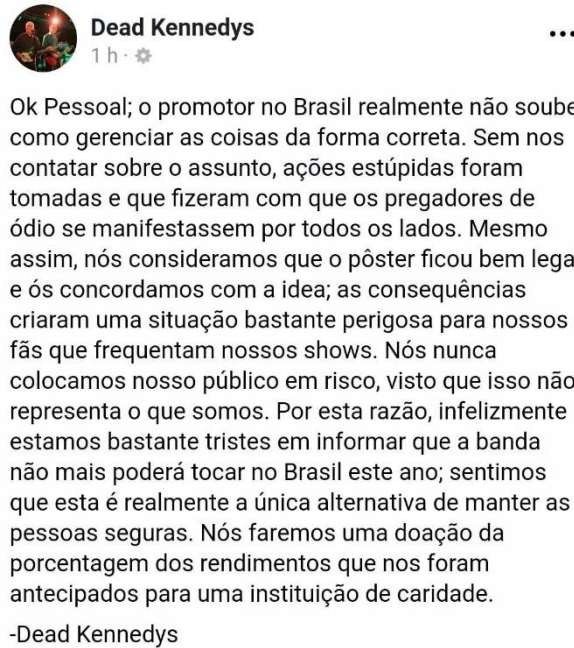 Dead Kennedys
1 h ·
Ok Pessoal; o promotor no Brasil realmente não soube
como gerenciar as coisas da forma correta. Sem nos
contatar sobre o assunto, ações estúpidas foram
tomadas e que fizeram com que os pregadores de
ódio se manifestassem por todos os lados. Mesmo
assim, nós consideramos que o pôster ficou bem lega
e ós concordamos com a idea; as consequências
criaram uma situação bastante perigosa para nossos
fãs que frequentam nossos shows. Nós nunca
colocamos nosso público em risco, visto que isso não
representa o que somos. Por esta razão, infelizmente
estamos bastante tristes em informar que a banda
não mais poderá tocar no Brasil este ano; sentimos
que esta é realmente a única alternativa de manter as
pessoas seguras. Nós faremos uma doação da
porcentagem dos rendimentos que nos foram
antecipados para uma instituição de caridade.
-Dead Kennedys